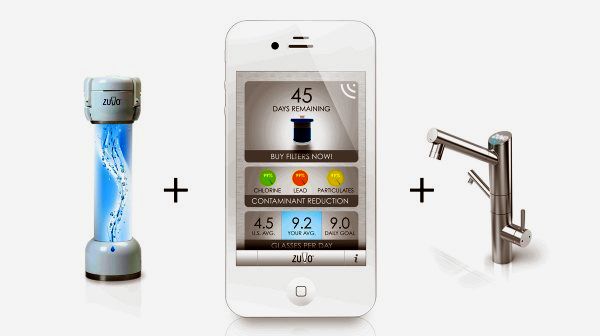 zuvo
+
45
DAYS REMAINING
BUY FILTERS NOW!
99% 99% 99%
CHLORINE LEAD PARTICULATES
CONTAMINANT REDUCTION
4.5 9.2 9.0
U.S. AVG. YOUR AVG. DAILY GOAL
GLASSES PER DAY
zuvo i
+